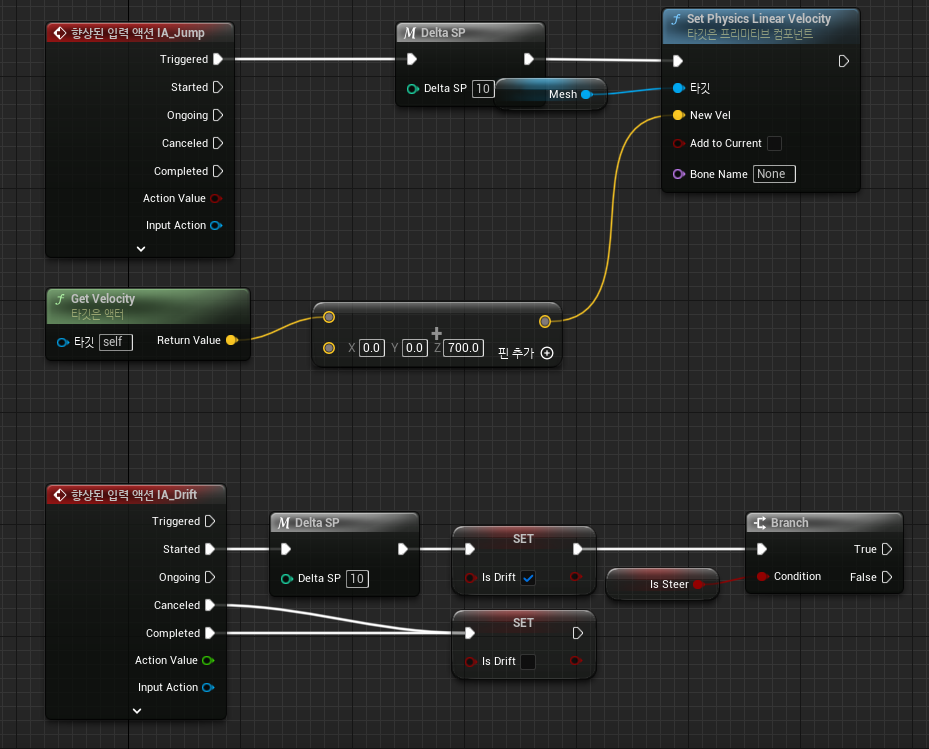 향상된 입력 액션 IA_Jump
Triggered
Started
Ongoing
Canceled
Completed
Action Value
Input Action
Delta SP
Delta SP 10
Mesh
Set Physics Linear Velocity
타깃은 프리미티브 컴포넌트
타깃
New Vel
Add to Current
Bone Name None
Get Velocity
타깃은 액터
타깃 self Return Value
X 0.0 Y 0.0 Z 700.0
핀 추가
향상된 입력 액션 IA_Drift
Triggered
Started
Ongoing
Canceled
Completed
Action Value
Input Action
Delta SP
Delta SP 10
SET
Is Drift
SET
Is Drift
Is Steer
Branch
True
Condition False